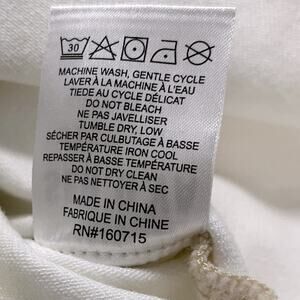 30
MACHINE WASH, GENTLE CYCLE
LAVER À LA MACHINE À L'EAU
TIEDE AU CYCLE DÉLICAT
DO NOT BLEACH
NE PAS JAVELLISER
TUMBLE DRY, LOW
SÉCHER PAR CULBUTAGE À BASSE
TEMPÉRATURE IRON COOL
REPASSER À BASSE TEMPÉRATURE
DO NOT DRY CLEAN
NE PAS NETTOYER À SEC
MADE IN CHINA
FABRIQUE EN CHINE
RN#160715